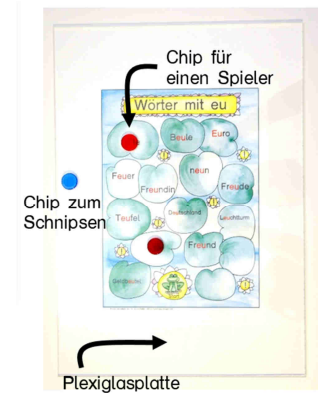 Chip für
einen Spieler
Wörter mit eu
Beule
Euro
Feuer
neun
Freundin
Freude
Chip zum
Schnipsen
Teufel
Deutschland
Leuchtturm
Freund
Geldbeutel
Plexiglasplatte